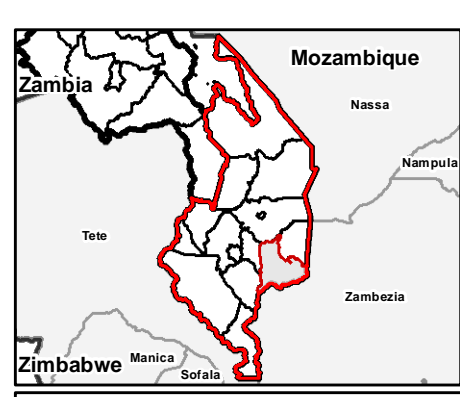 Mozambique
Zambia
Nassa
Nampula
Tete
Zambezia
Zimbabwe
Manica
Sofala